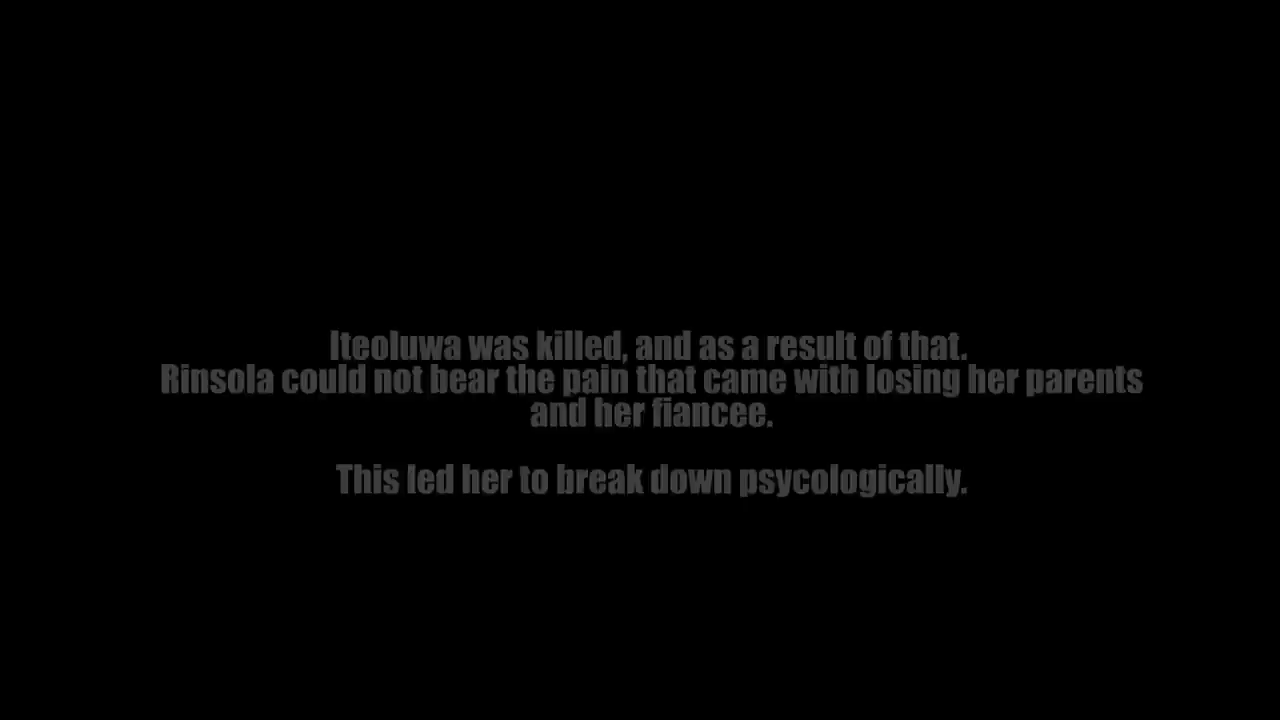 Iteoluwa was killed, and as a result of that.
Rinsola could not bear the pain that came with losing her parents
and her fiancee.
This led her to break down psycologically.